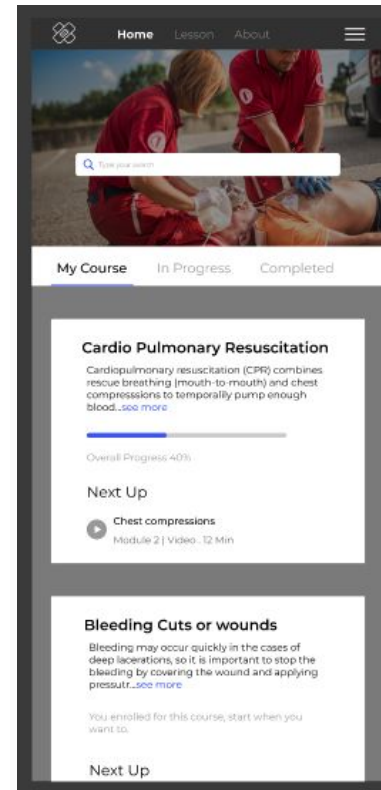 Home Lesson About
Type your search
My Course In Progress Completed
Cardio Pulmonary Resuscitation
Cardiopulmonary resuscitation (CPR) combines
rescue breathing (mouth-to-mouth) and chest
compresssions to temporalily pump enough
blood...see more
Overall Progress 40%
Next Up
Chest compressions
Module 2 | Video . 12 Min
Bleeding Cuts or wounds
Bleeding may occur quickly in the cases of
deep lacerations, so it is important to stop the
bleeding by covering the wound and applying
pressutr...see more
You enrolled for this course, start when you
want to.
Next Up